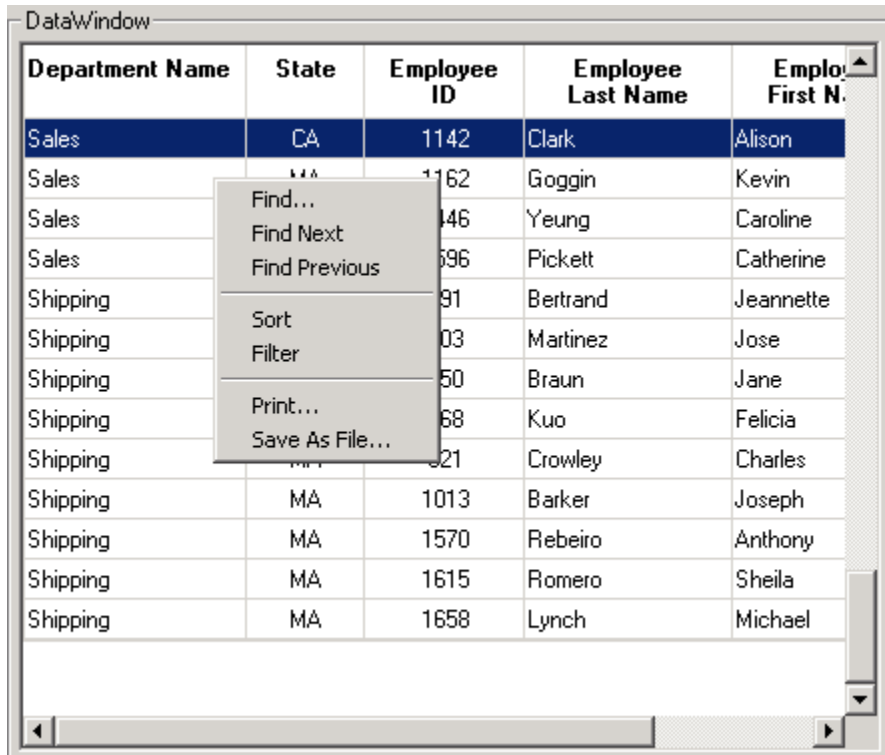 DataWindow
Department Name State Employee ID Employee Last Name First
Sales CA 1142 Clark Alison
Sales 1162 Goggin Kevin
Sales Yeung Caroline
Sales Pickett Catherine
Shipping Bertrand Jeannette
Shipping Martinez Jose
Shipping Braun Jane
Shipping Kuo Felicia
Shipping Crowley Charles
Shipping MA 1013 Barker Joseph
Shipping MA 1570 Rebeiro Anthony
Shipping MA 1615 Romero Sheila
Shipping MA 1658 Lynch Michael
Find...
Find Next
Find Previous
Sort
Filter
Print...
Save As File...